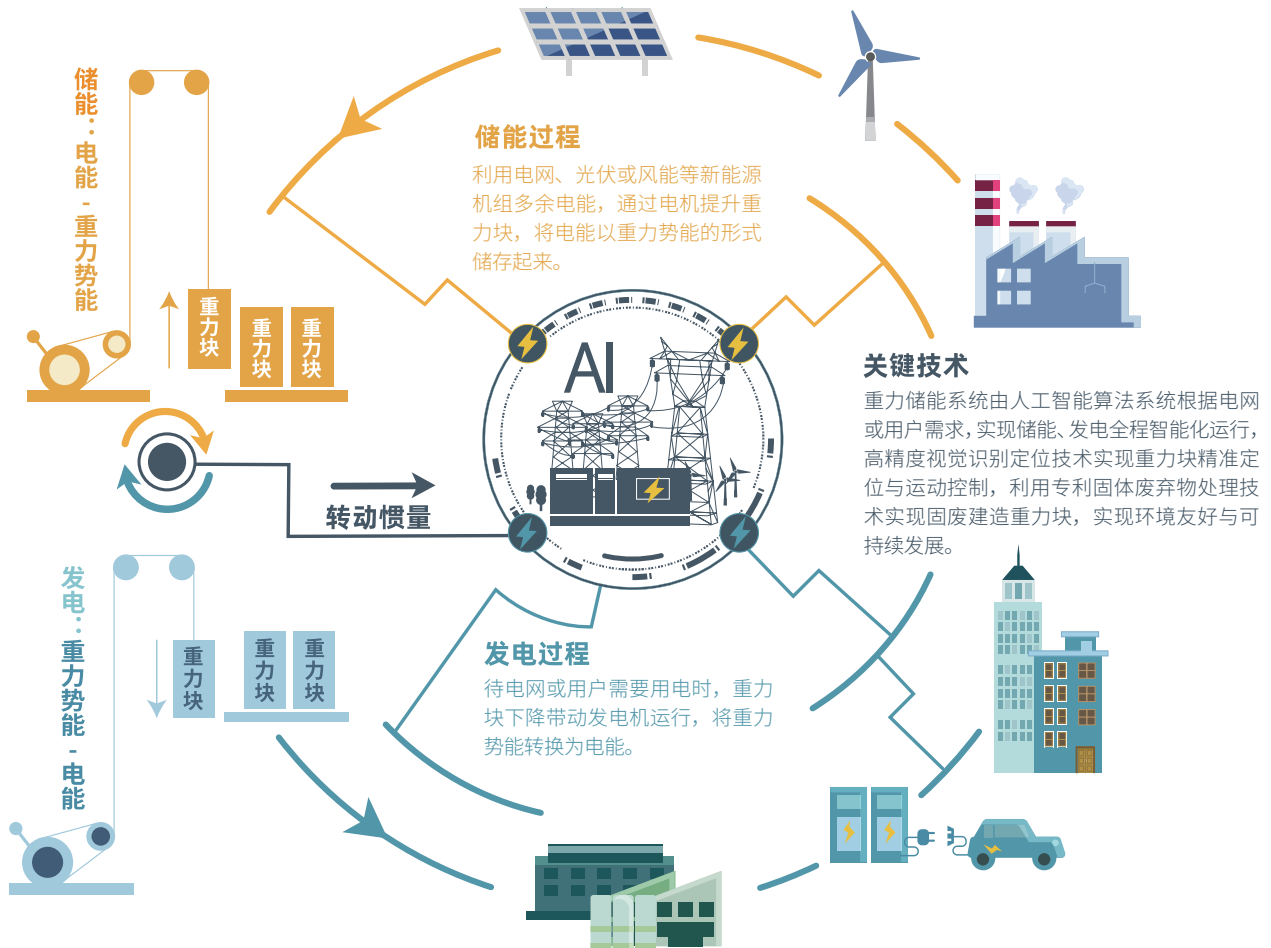 储能：电能-重力势能
重力块
重力块
重力块
储能过程
利用电网、光伏或风能等新能源
机组多余电能，通过电机提升重
力块，将电能以重力势能的形式
储存起来。
AI
关键技术
重力储能系统由人工智能算法系统根据电网
或用户需求，实现储能、发电全程智能化运行，
高精度视觉识别定位技术实现重力块精准定
位与运动控制，利用专利固体废弃物处理技
术实现固废建造重力块，实现环境友好与可
持续发展。
转动惯量
发电：重力势能-电能
重力块
重力块
重力块
发电过程
待电网或用户需要用电时，重力
块下降带动发电机运行，将重力
势能转换为电能。